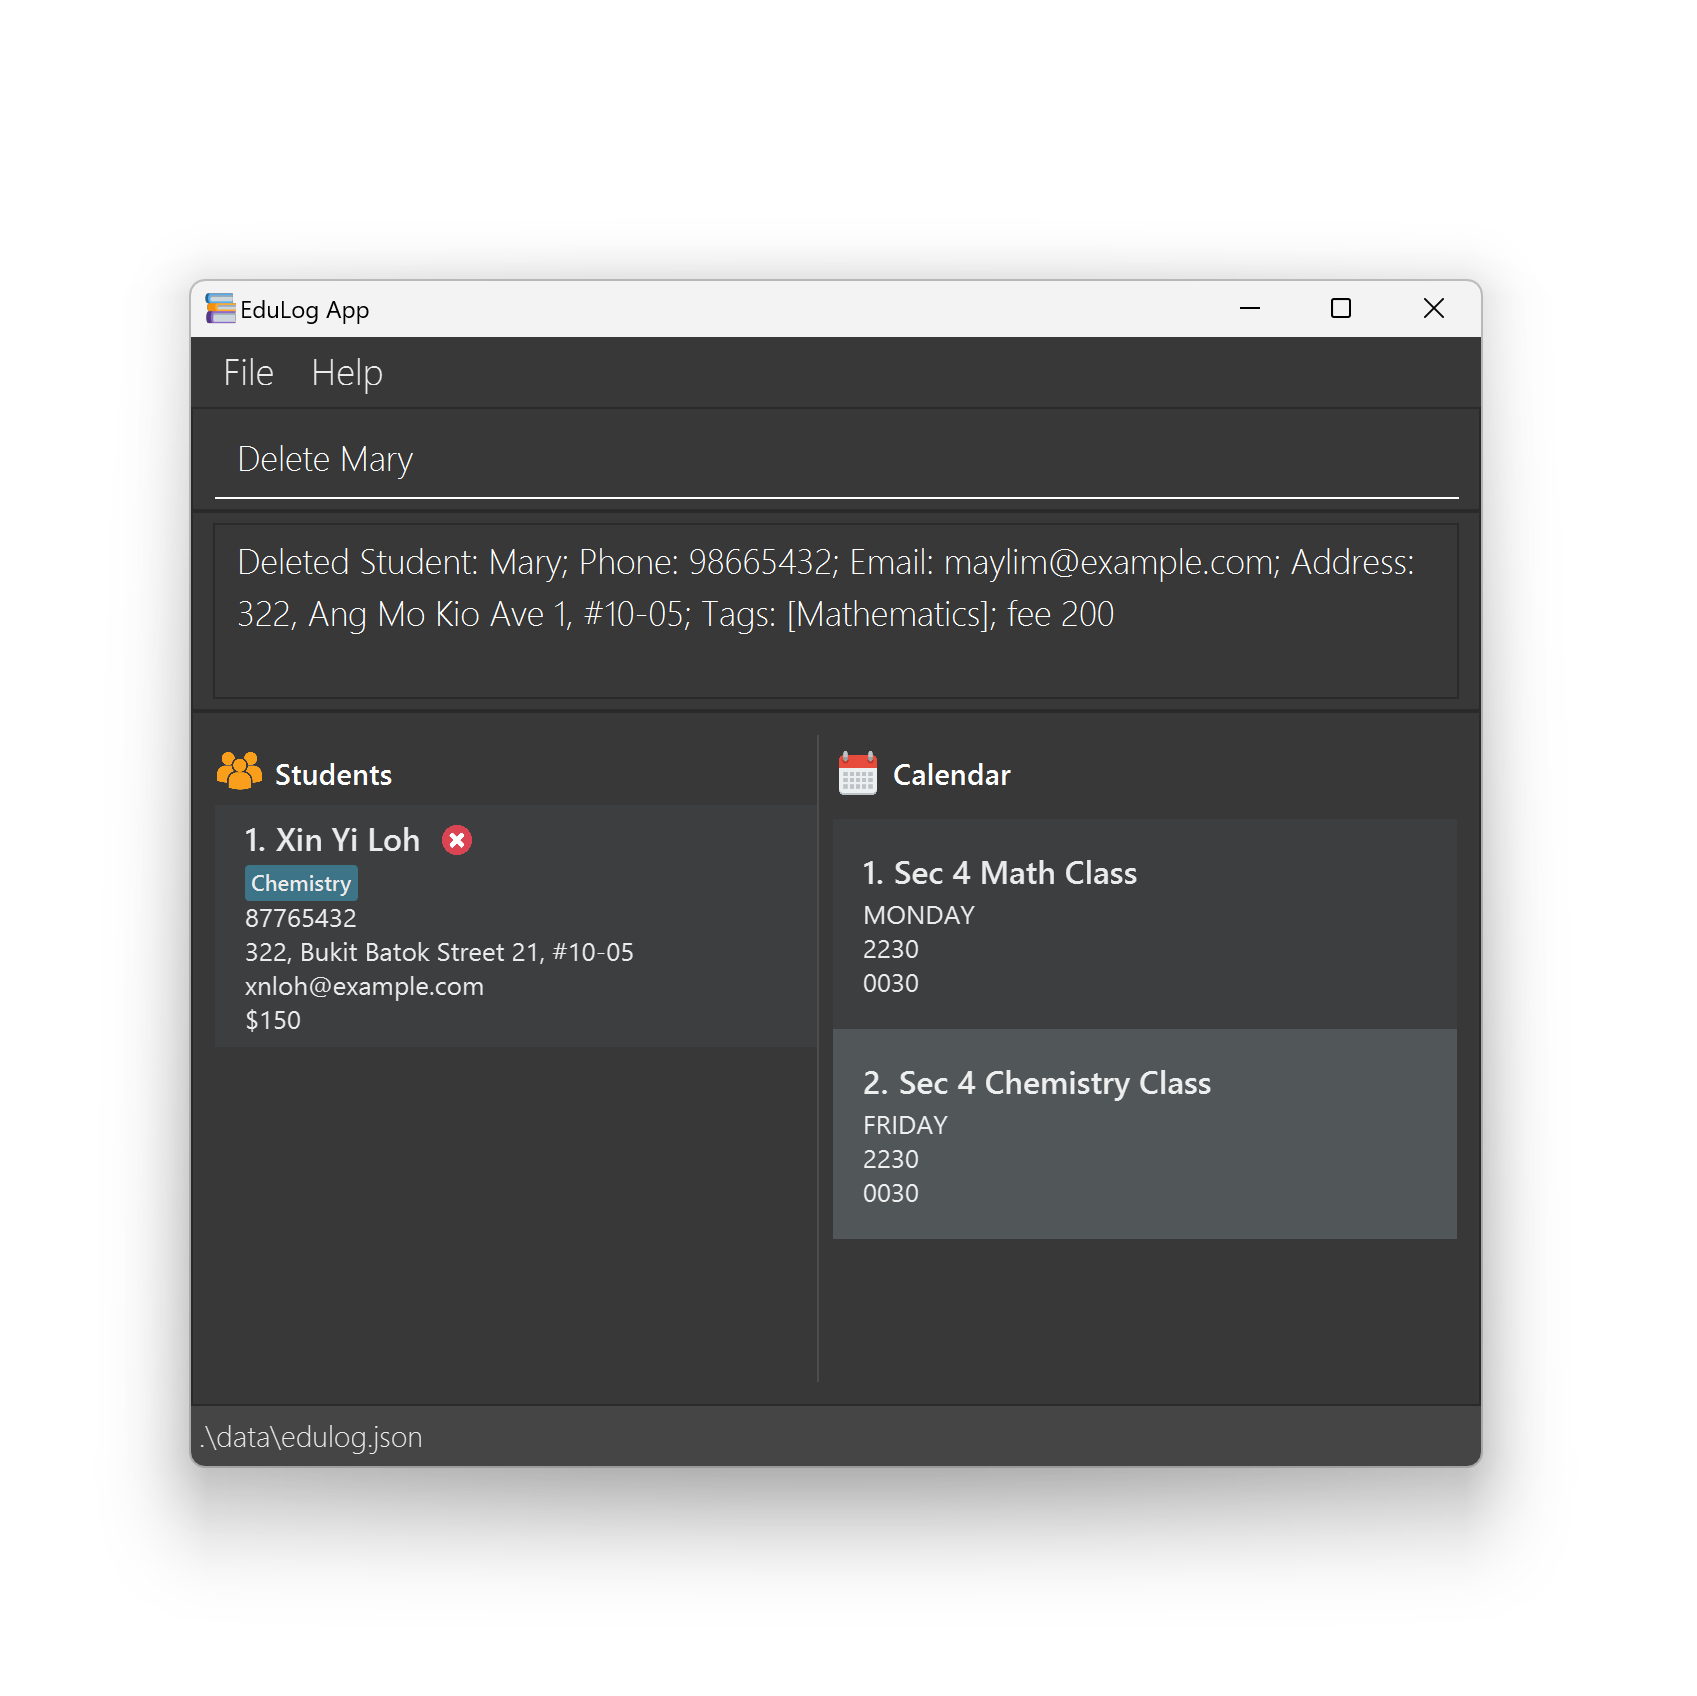 EduLog App
File Help
Delete Mary
Deleted Student: Mary; Phone: 98665432; Email: maylim@example.com; Address:
322, Ang Mo Kio Ave 1, #10-05; Tags: [Mathematics]; fee 200
Students
1. Xin Yi Loh
Chemistry
87765432
322, Bukit Batok Street 21, #10-05
xnloh@example.com
$150
Calendar
1. Sec 4 Math Class
MONDAY
2230
0030
2. Sec 4 Chemistry Class
FRIDAY
2230
0030
.\data\edulog.json